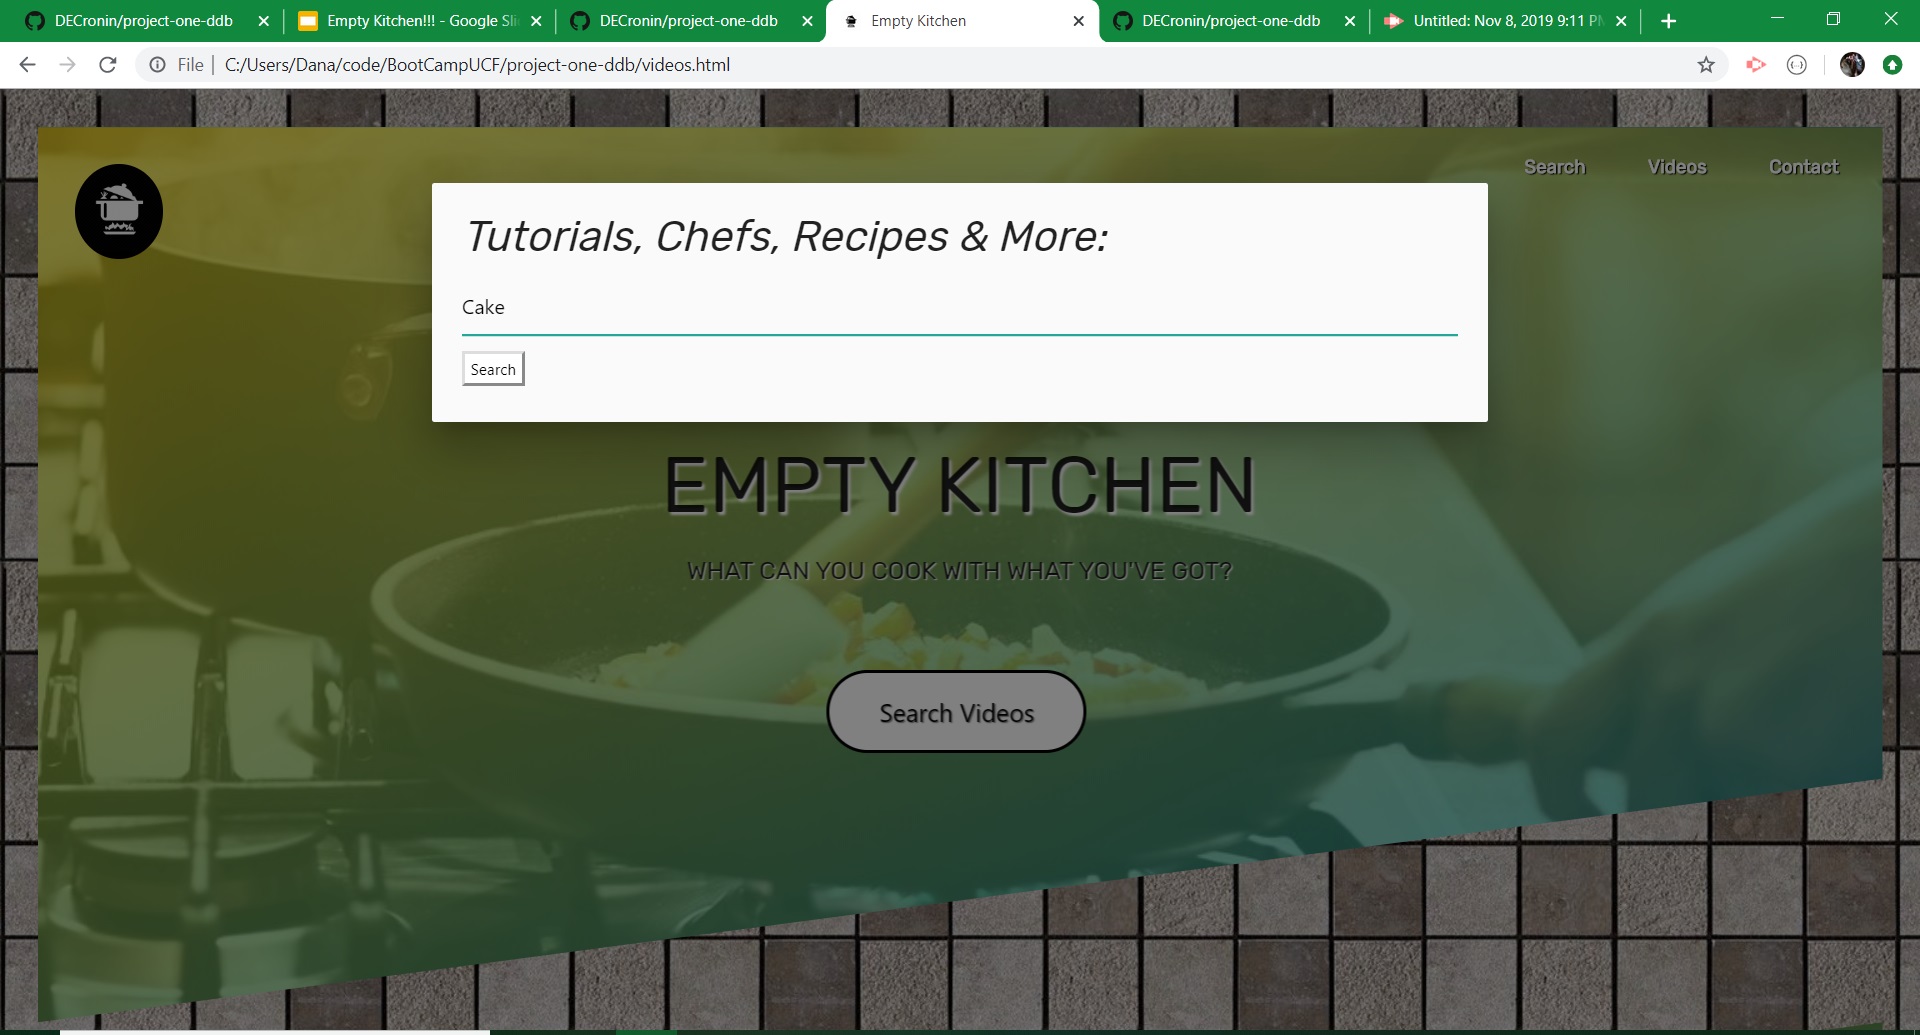 DECronin/project-one-ddb
Empty Kitchen!!! - Google Sli
DECronin/project-one-ddb
Empty Kitchen
DECronin/project-one-ddb
Untitled: Nov 8, 2019 9:11 P
File
C:/Users/Dana/code/BootCampUCF/project-one-ddb/videos.html
Search Videos Contact
Tutorials, Chefs, Recipes & More:
Cake
Search
EMPTY KITCHEN
WHAT CAN YOU COOK WITH WHAT YOU'VE GOT?
Search Videos